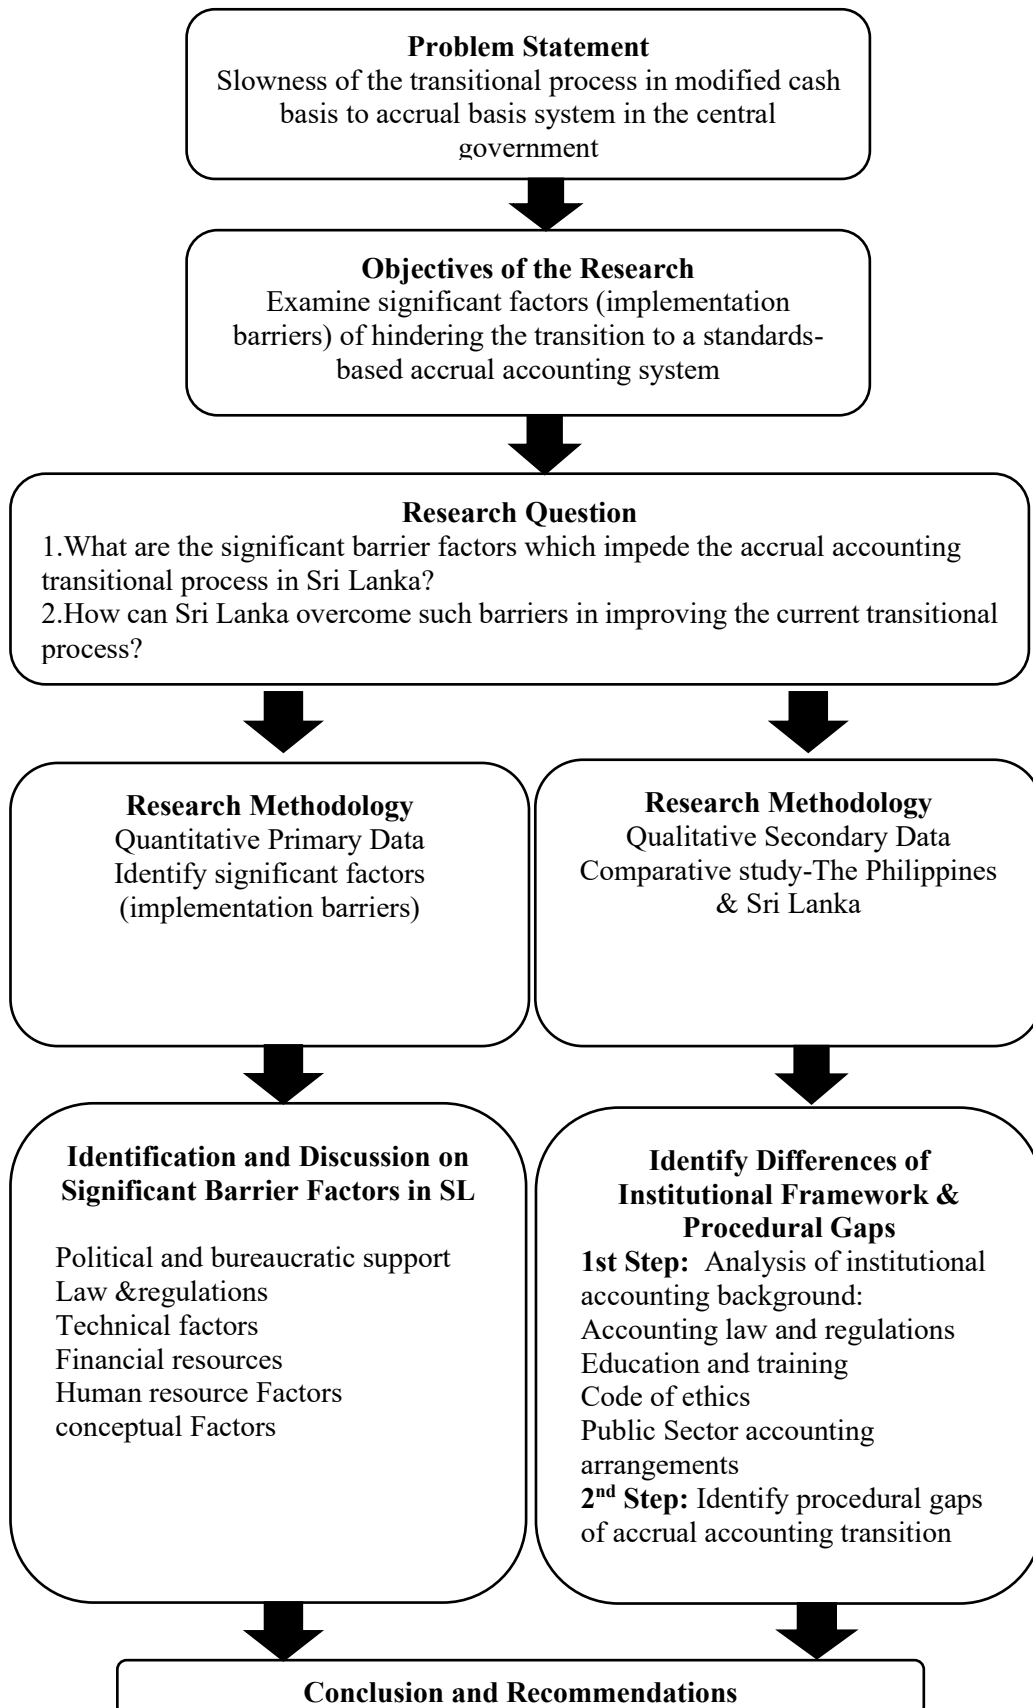 Problem Statement
Slowness of the transitional process in modified cash
basis to accrual basis system in the central
government
Objectives of the Research
Examine significant factors (implementation
barriers) of hindering the transition to a standards-
based accrual accounting system
Research Question
1.What are the significant barrier factors which impede the accrual accounting
transitional process in Sri Lanka?
2.How can Sri Lanka overcome such barriers in improving the current transitional
process?
Research Methodology
Quantitative Primary Data
Identify significant factors
(implementation barriers)
Research Methodology
Qualitative Secondary Data
Comparative study-The Philippines
& Sri Lanka
Identification and Discussion on
Significant Barrier Factors in SL
Political and bureaucratic support
Law &regulations
Technical factors
Financial resources
Human resource Factors
conceptual Factors
Identify Differences of
Institutional Framework &
Procedural Gaps
1st Step: Analysis of institutional
accounting background:
Accounting law and regulations
Education and training
Code of ethics
Public Sector accounting
arrangements
2nd Step: Identify procedural gaps
of accrual accounting transition
Conclusion and Recommendations